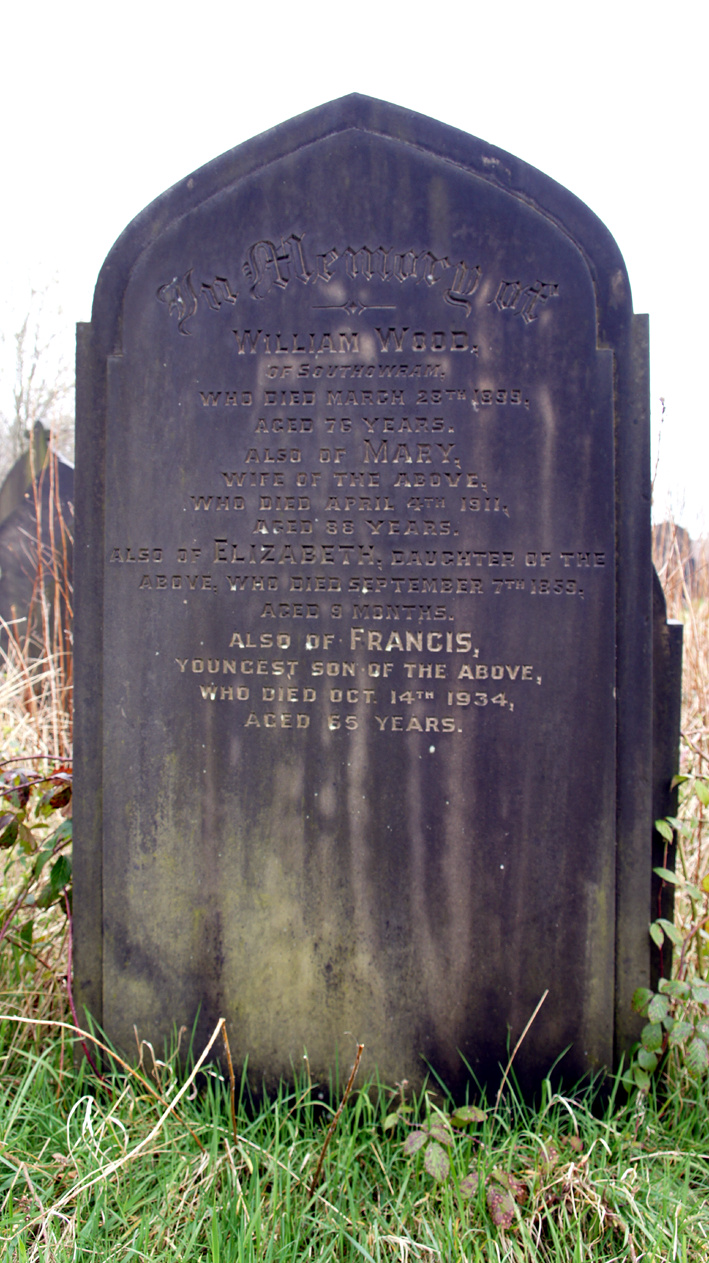 In Memory of
WILLIAM WOOD,
OF SOUTHOWRAM,
WHO DIED MARCH 28TH 1895,
AGED 76 YEARS.
ALSO OF MARY,
WIFE OF THE ABOVE,
WHO DIED APRIL 4TH 1911,
AGED 88 YEARS.
ALSO OF ELIZABETH, DAUGHTER OF THE
ABOVE, WHO DIED SEPTEMBER 7TH 1859,
AGED 9 MONTHS.
ALSO OF FRANCIS,
YOUNGEST SON OF THE ABOVE,
WHO DIED OCT. 14TH 1934,
AGED 65 YEARS.